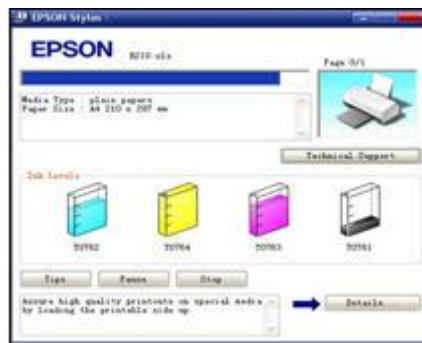 EPSON Stylus
EPSON
Page 0/1
Media Type : plain papers
Paper Size : A4 210 x 297 mm
Technical Support
Ink Levels
T0762 T0764 T0763 T0761
Tips Pause Stop
Assure high quality printouts on special media
by loading the printable side up.
Details...